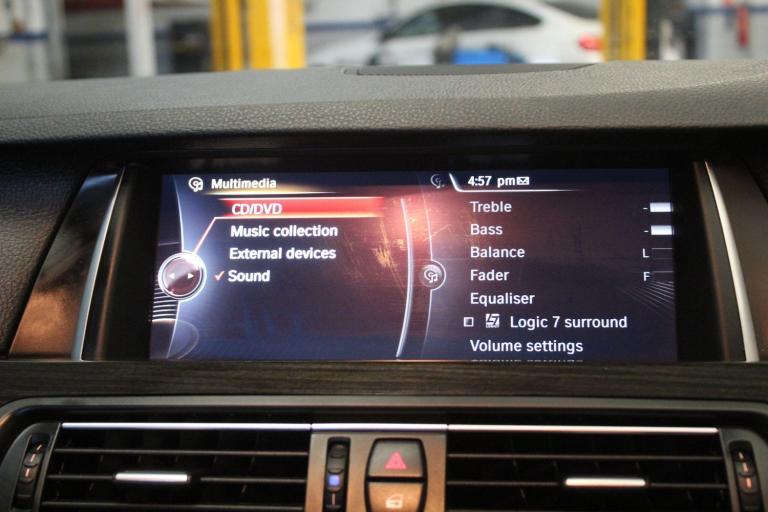 Multimedia
CD/DVD
Music collection
External devices
Sound
4:57 pm
Treble
Bass
Balance L
Fader F
Equaliser
Logic 7 surround
Volume settings